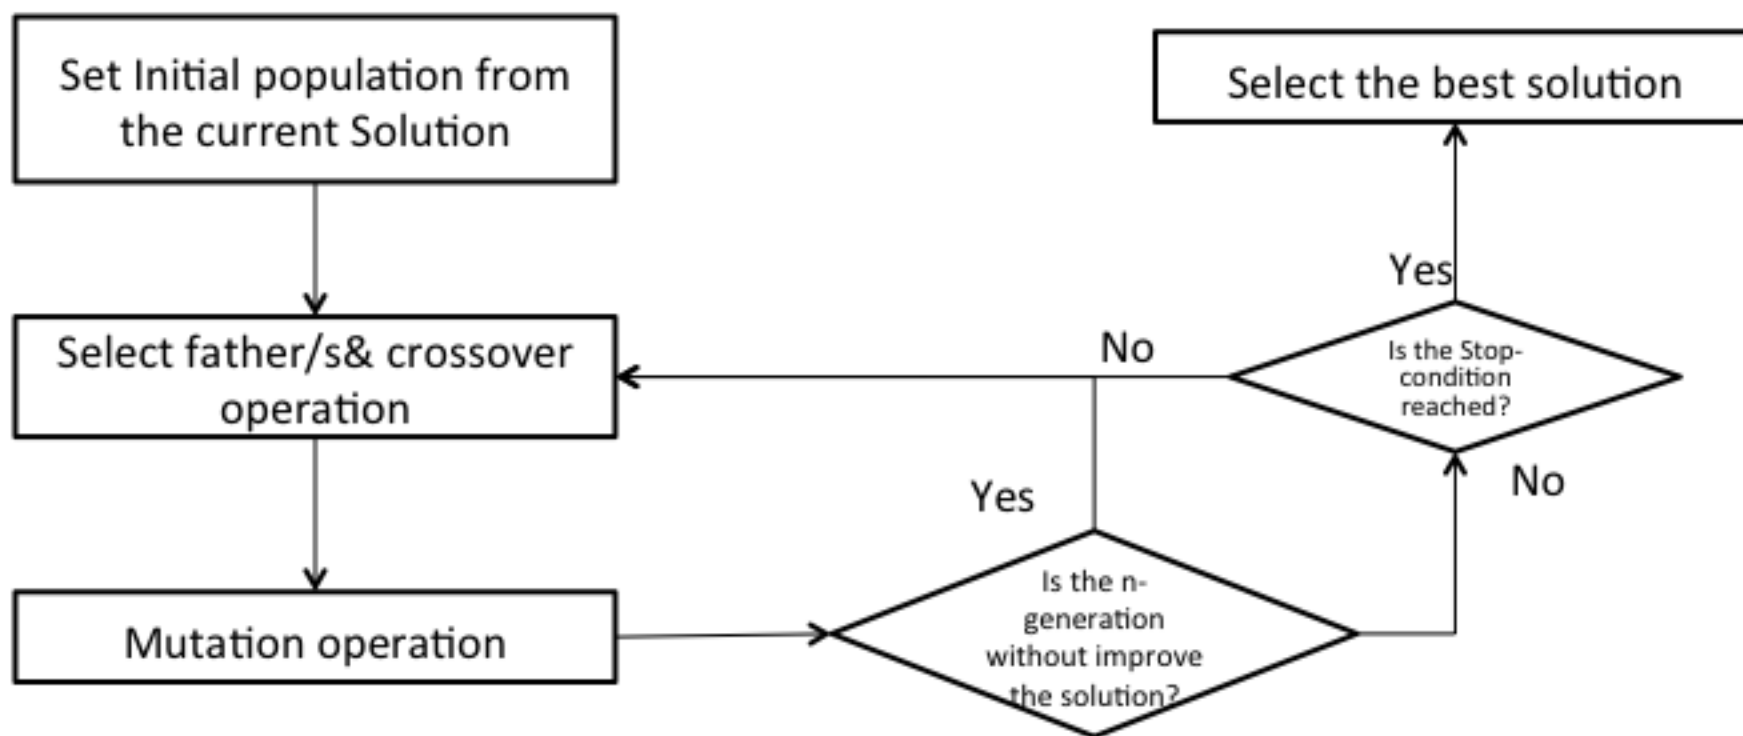 Set Initial population from
the current Solution
Select the best solution
Yes
Select father/s& crossover
operation
No
Is the Stop-
condition
reached?
Yes
No
Mutation operation
Is the n-
generation
without improve
the solution?